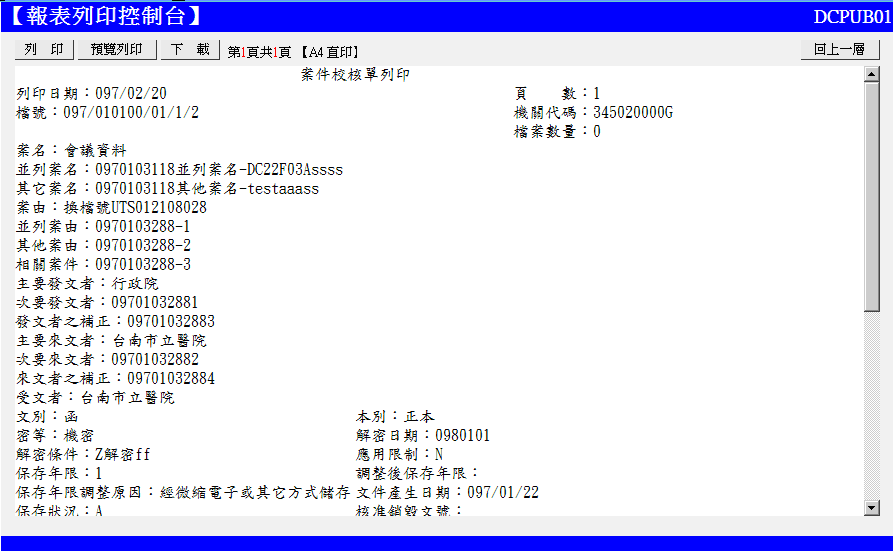 【報表列印控制台】 DCPUB01
列 印 預覽列印 下 載 第1頁共1頁 【A4 直印】 回上一層
案件校核單列印
列印日期：097/02/20 頁 數：1
檔號：097/010100/01/1/2 機關代碼：345020000G
檔案數量：0
案名：會議資料
並列案名：0970103118並列案名-DC22F03Assss
其它案名：0970103118其他案名-testaaass
案由：換檔號UTS012108028
並列案由：0970103288-1
其他案由：0970103288-2
相關案件：0970103288-3
主要發文者：行政院
次要發文者：09701032881
發文者之補正：09701032883
主要來文者：台南市立醫院
次要來文者：09701032882
來文者之補正：09701032884
受文者：台南市立醫院
文別：函 本別：正本
密等：機密 解密日期：0980101
解密條件：Z解密ff 應用限制：N
保存年限：1 調整後保存年限：
保存年限調整原因：經微縮電子或其它方式儲存 文件產生日期：097/01/22
保存狀況：A 核准銷毀文號：